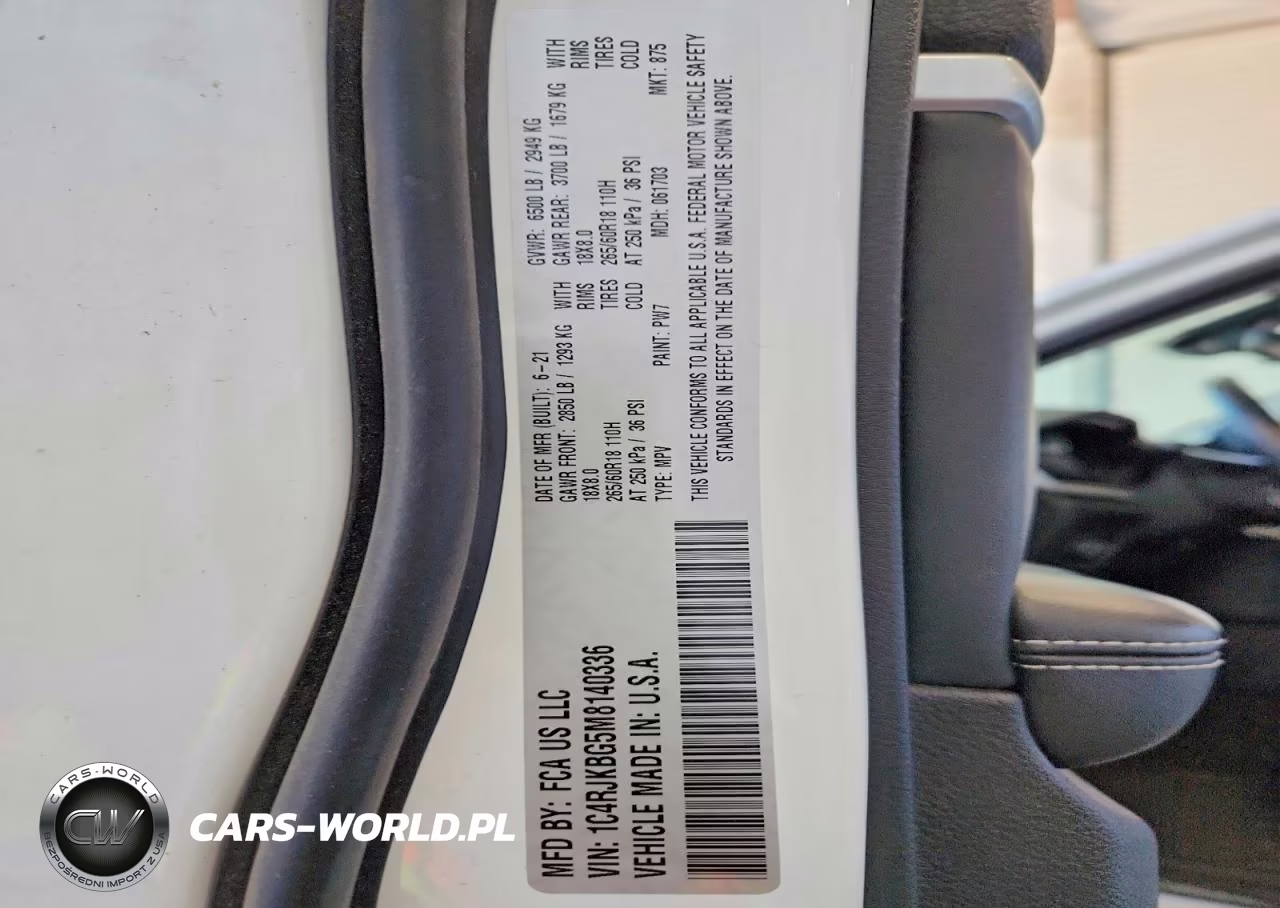 MFD BY: FCA US LLC
VIN: 1C4RJKBG5M8140336
VEHICLE MADE IN: U.S.A.
DATE OF MFR (BUILT): 6-21 GVWR: 6500 LB / 2949 KG
GAWR FRONT: 2850 LB / 1293 KG WITH GAWR REAR: 3700 LB / 1679 KG WITH
18X8.0 RIMS 18X8.0 RIMS
265/60R18 110H TIRES 265/60R18 110H TIRES
AT 250 kPa / 36 PSI COLD AT 250 kPa / 36 PSI COLD
TYPE: MPV PAINT: PW7 MDH: 061703 MKT: 875
THIS VEHICLE CONFORMS TO ALL APPLICABLE U.S.A. FEDERAL MOTOR VEHICLE SAFETY
STANDARDS IN EFFECT ON THE DATE OF MANUFACTURE SHOWN ABOVE.
CARS-WORLD
CW
BEZPOŚREDNI IMPORT Z USA
CARS-WORLD.PL